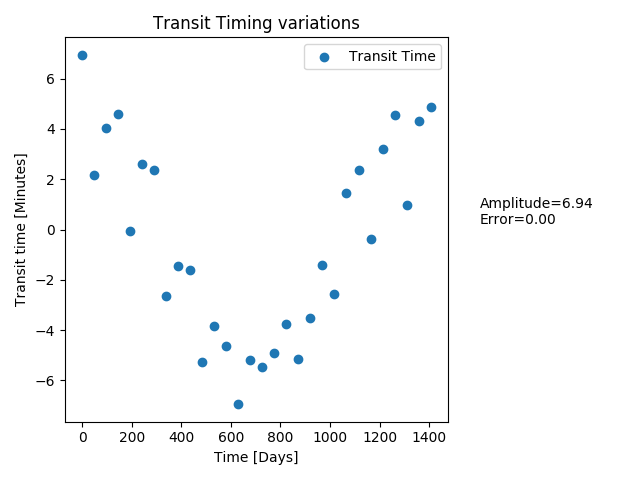 Transit Timing variations
Transit Time
6
4
2
0
−2
−4
−6
Transit time [Minutes]
0 200 400 600 800 1000 1200 1400
Time [Days]
Amplitude=6.94
Error=0.00